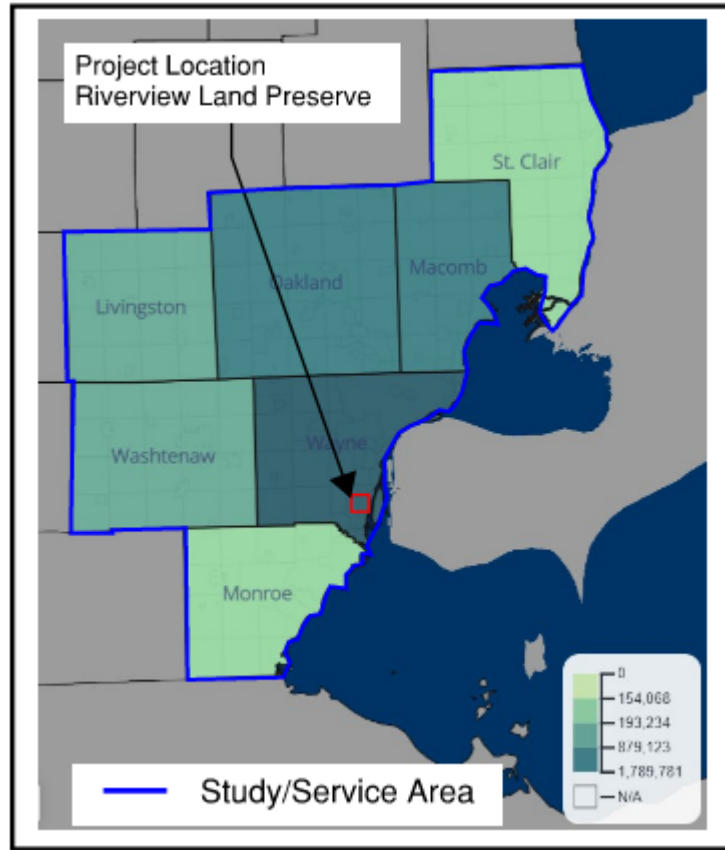 Project Location
Riverview Land Preserve
St. Clair
Macomb
Oakland
Livingston
Wayne
Washtenaw
Monroe
0
154,068
193,234
879,123
1,789,781
N/A
Study/Service Area